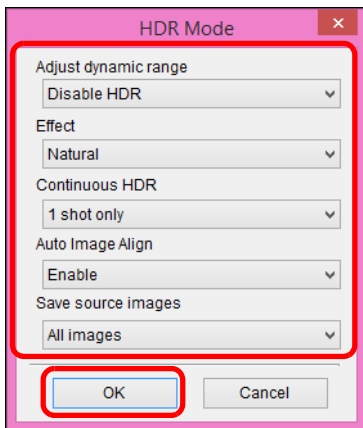 HDR Mode
Adjust dynamic range
Disable HDR
Effect
Natural
Continuous HDR
1 shot only
Auto Image Align
Enable
Save source images
All images
OK Cancel